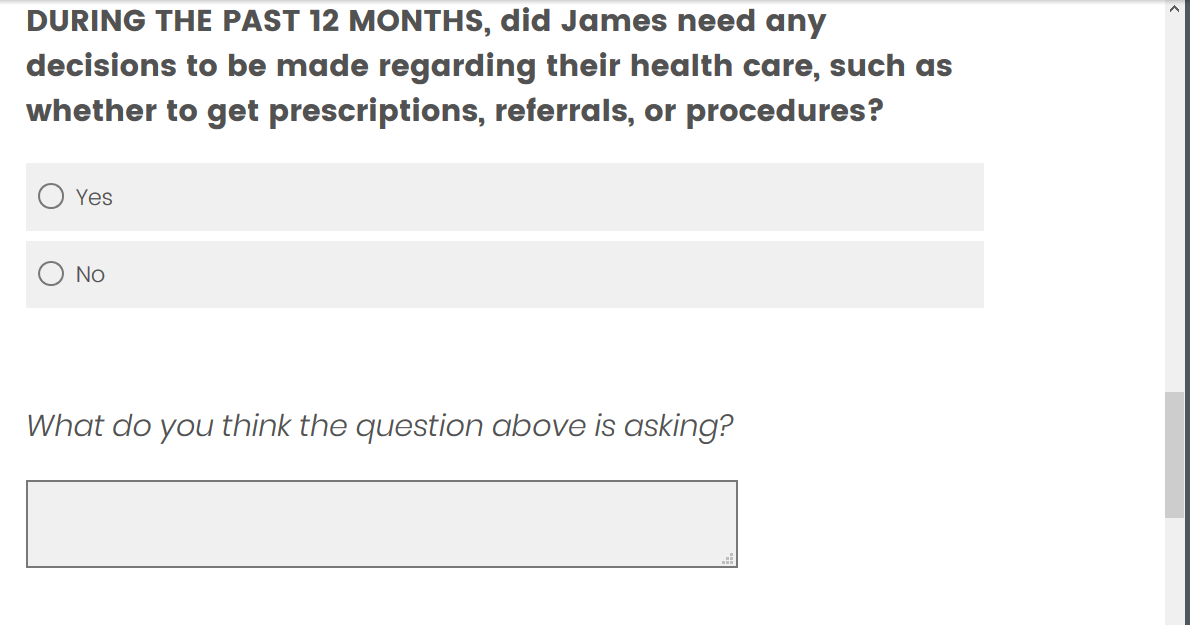 DURING THE PAST 12 MONTHS, did James need any
decisions to be made regarding their health care, such as
whether to get prescriptions, referrals, or procedures?
Yes
No
What do you think the question above is asking?